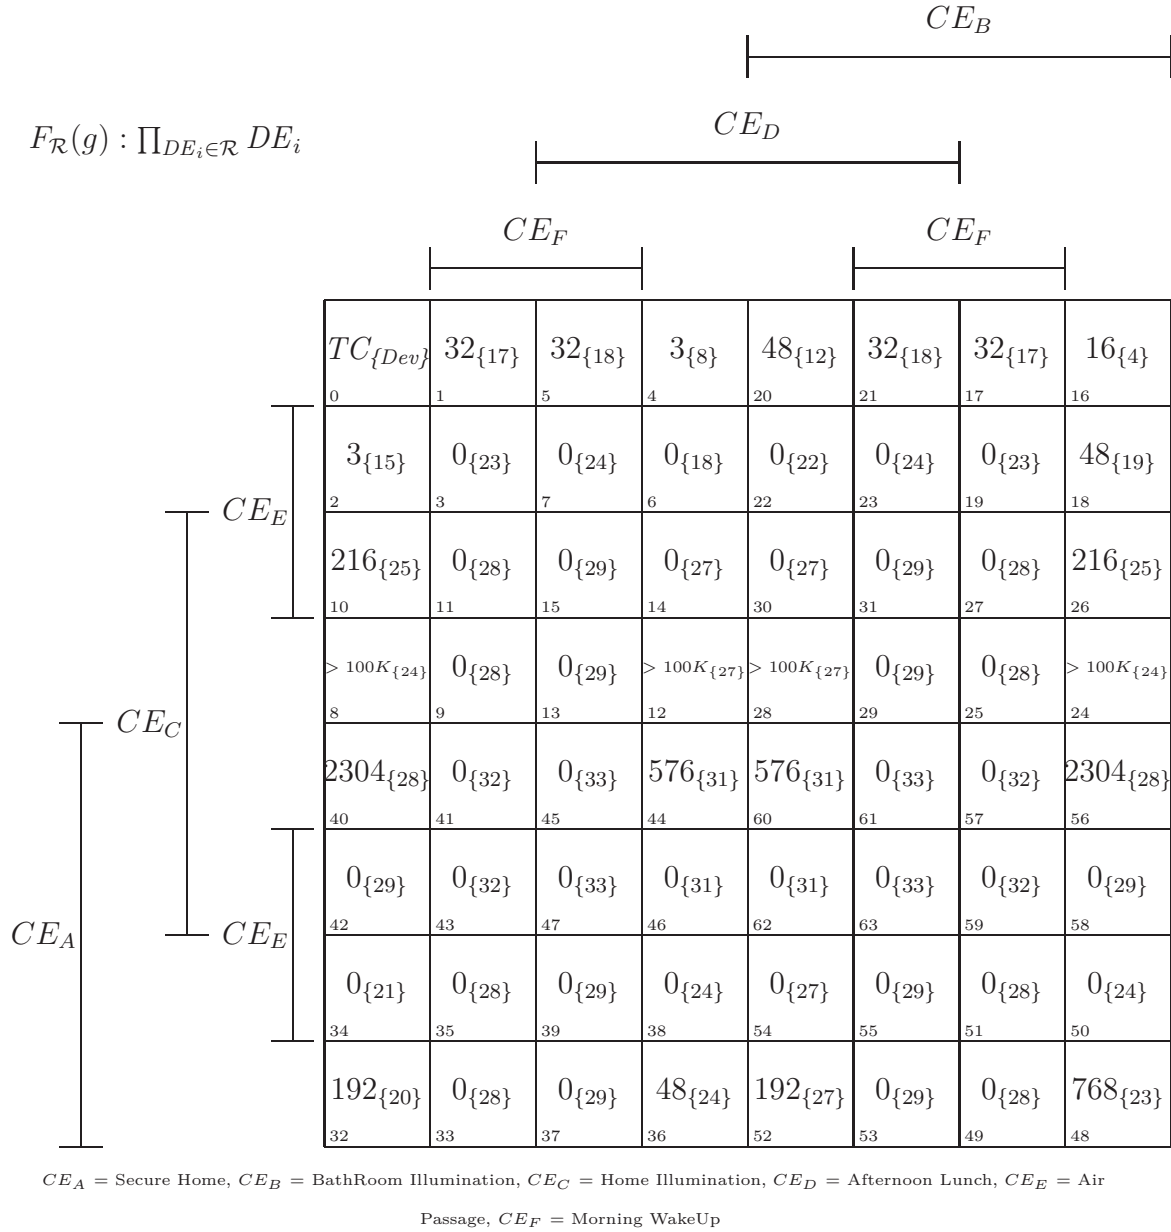 CE_B
F_R(g) : ∏_{DE_i∈R} DE_i
CE_D
CE_F CE_F
TC_{Dev} 32_{17} 32_{18} 3_{8} 48_{12} 32_{18} 32_{17} 16_{4}
0 1 5 4 20 21 17 16
3_{15} 0_{23} 0_{24} 0_{18} 0_{22} 0_{24} 0_{23} 48_{19}
2 3 7 6 22 23 19 18
CE_E
216_{25} 0_{28} 0_{29} 0_{27} 0_{27} 0_{29} 0_{28} 216_{25}
10 11 15 14 30 31 27 26
> 100K_{24} 0_{28} 0_{29} > 100K_{27} > 100K_{27} 0_{29} 0_{28} > 100K_{24}
8 9 13 12 28 29 25 24
CE_C
2304_{28} 0_{32} 0_{33} 576_{31} 576_{31} 0_{33} 0_{32} 2304_{28}
40 41 45 44 60 61 57 56
0_{29} 0_{32} 0_{33} 0_{31} 0_{31} 0_{33} 0_{32} 0_{29}
42 43 47 46 62 63 59 58
CE_A CE_E
0_{21} 0_{28} 0_{29} 0_{24} 0_{27} 0_{29} 0_{28} 0_{24}
34 35 39 38 54 55 51 50
192_{20} 0_{28} 0_{29} 48_{24} 192_{27} 0_{29} 0_{28} 768_{23}
32 33 37 36 52 53 49 48
CE_A = Secure Home, CE_B = BathRoom Illumination, CE_C = Home Illumination, CE_D = Afternoon Lunch, CE_E = Air
Passage, CE_F = Morning WakeUp